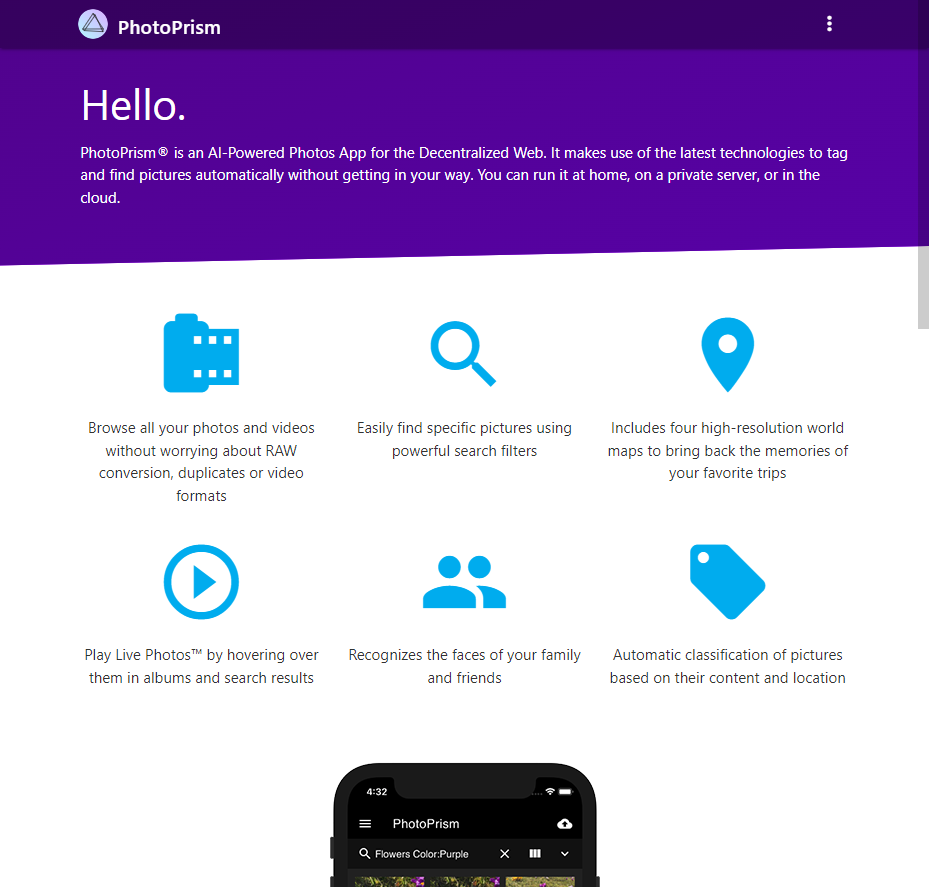 PhotoPrism
Hello.
PhotoPrism® is an AI-Powered Photos App for the Decentralized Web. It makes use of the latest technologies to tag
and find pictures automatically without getting in your way. You can run it at home, on a private server, or in the
cloud.
Browse all your photos and videos
without worrying about RAW
conversion, duplicates or video
formats
Easily find specific pictures using
powerful search filters
Includes four high-resolution world
maps to bring back the memories of
your favorite trips
Play Live Photos™ by hovering over
them in albums and search results
Recognizes the faces of your family
and friends
Automatic classification of pictures
based on their content and location
4:32
PhotoPrism
Flowers Color:Purple